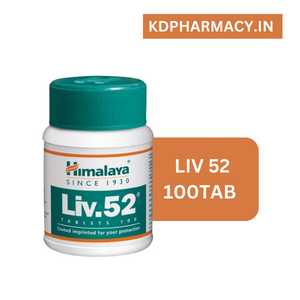 KDPHARMACY.IN
Himalaya
SINCE 1930
Liv.52®
TABLETS 100
Coated imprinted for your protection
LIV 52
100TAB